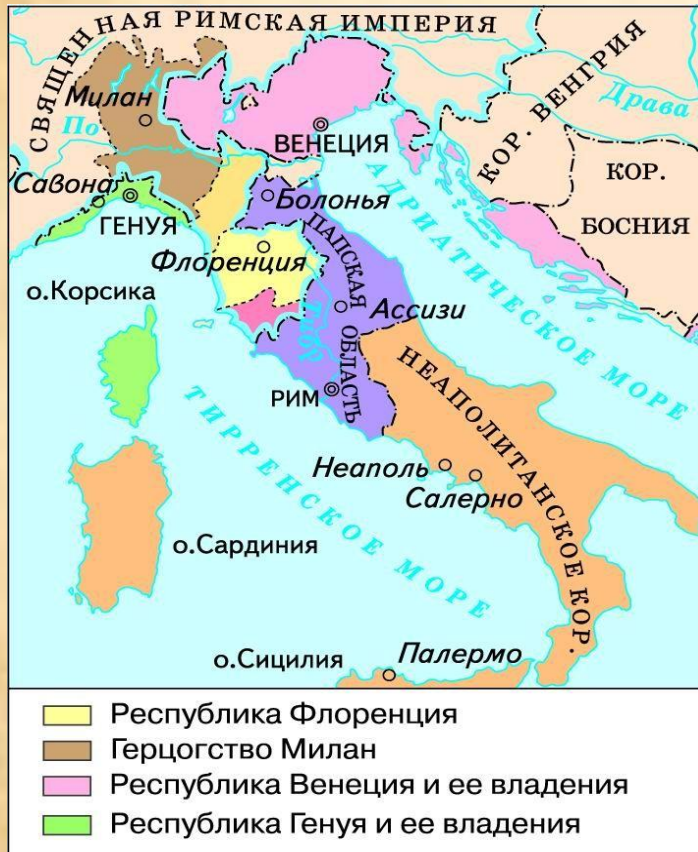 СВЯЩЕННАЯ РИМСКАЯ ИМПЕРИЯ
КОР. ВЕНГРИЯ
Драва
Милан
По
ВЕНЕЦИЯ
КОР.
БОСНИЯ
Савона
ГЕНУЯ
Болонья
АДРИАТИЧЕСКОЕ МОРЕ
Флоренция
ПАПСКАЯ ОБЛАСТЬ
о.Корсика
Ассизи
Тибр
РИМ
НЕАПОЛИТАНСКОЕ КОР.
ТИРРЕНСКОЕ МОРЕ
Неаполь
Салерно
о.Сардиния
о.Сицилия
Палермо
Республика Флоренция
Герцогство Милан
Республика Венеция и ее владения
Республика Генуя и ее владения